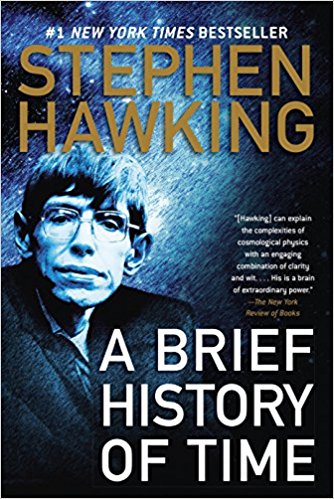 #1 NEW YORK TIMES BESTSELLER
STEPHEN
HAWKING
"[Hawking] can explain
the complexities of
cosmological physics
with an engaging
combination of clarity
and wit. . . . His is a brain
of extraordinary power."
—The New York
Review of Books
A BRIEF
HISTORY
OF TIME